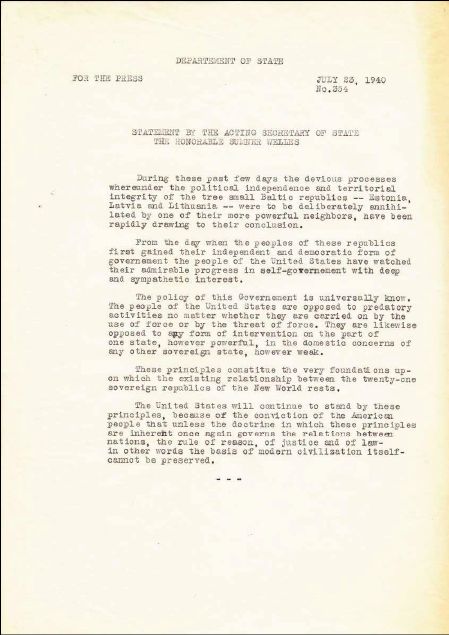 DEPARTEMENT OF STATE
FOR THE PRESS
JULY 23, 1940
No.354
STATEMENT BY THE ACTING SECRETARY OF STATE
THE HONORABLE SUMNER WELLES
During these past few days the devious processes
whereunder the political independence and territorial
integrity of the tree small Baltic republics -- Estonia,
Latvia and Lithuania -- were to be deliberately annihi-
lated by one of their more powerful neighbors, have been
rapidly drawing to their conclusion.
From the day when the peoples of these republics
first gained their independent and democratic form of
government the people of the United States have watched
their admirable progress in self-governement with deep
and sympathetic interest.
The policy of this Governement is universally know.
The people of the United States are opposed to predatory
activities no matter whether they are carried on by the
use of force or by the threat of force. They are likewise
opposed to any form of intervention on the part of
one state, however powerful, in the domestic concerns of
any other sovereign state, however weak.
These principles constitute the very foundations up-
on which the existing relationship between the twenty-one
sovereign republics of the New World rests.
The United States will continue to stand by these
principles, because of the conviction of the American
people that unless the doctrine in which these principles
are inherent once again governs the relations between
nations, the rule of reason, of justice and of law-
in other words the basis of modern civilization itself-
cannot be preserved.
- - -